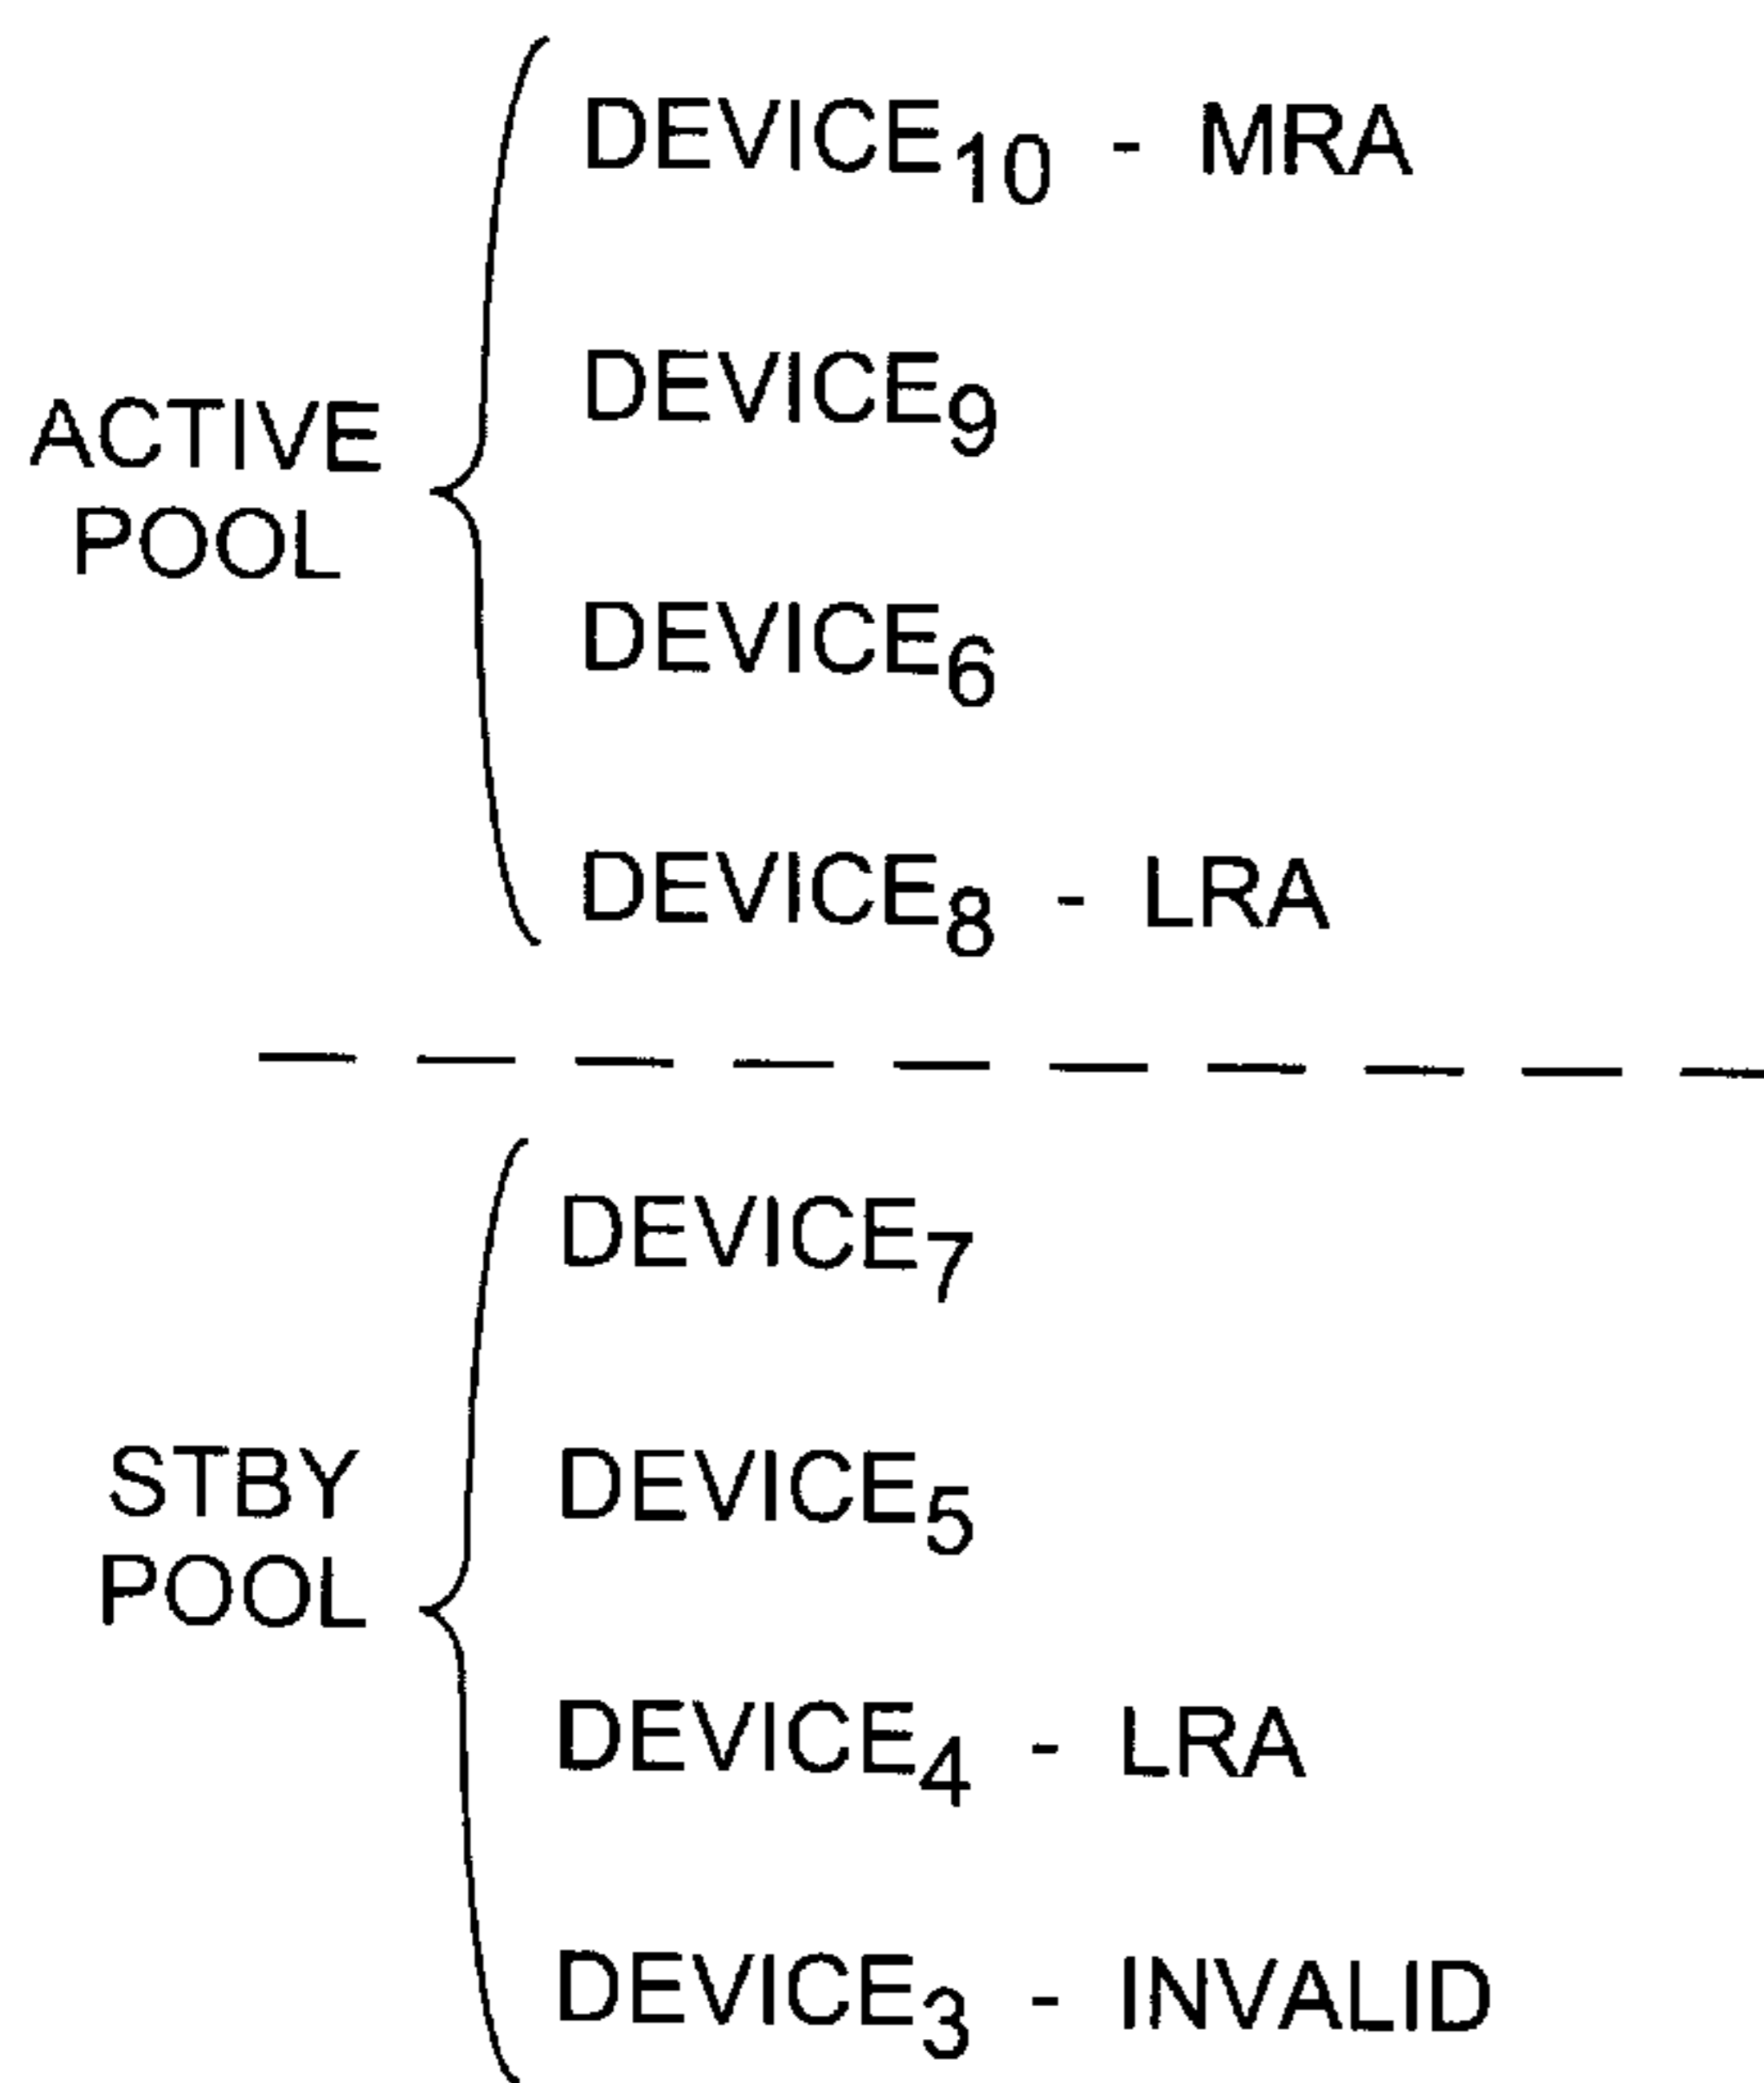 DEVICE₁₀ - MRA
DEVICE₉
ACTIVE
POOL
DEVICE₆
DEVICE₈ - LRA
DEVICE₇
STBY
POOL
DEVICE₅
DEVICE₄ - LRA
DEVICE₃ - INVALID